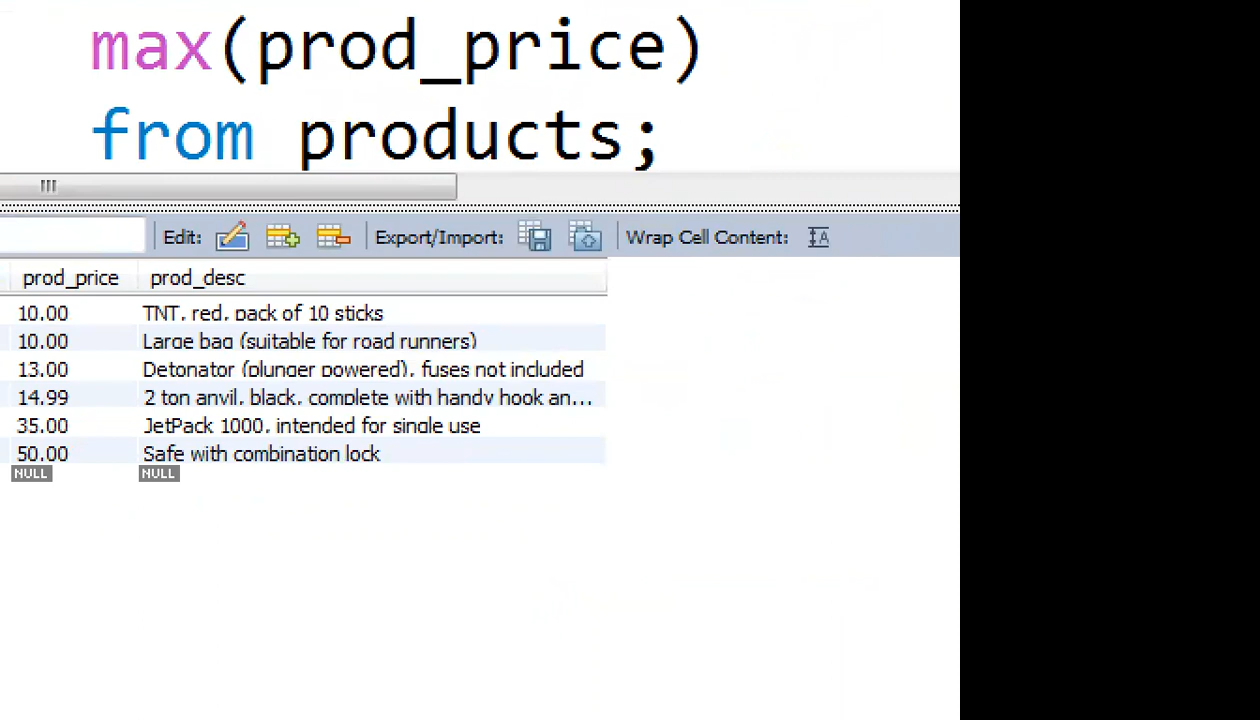 max(prod_price)
from products;
Edit: Export/Import: Wrap Cell Content:
prod_price prod_desc
10.00 TNT, red, pack of 10 sticks
10.00 Large bag (suitable for road runners)
13.00 Detonator (plunger powered), fuses not included
14.99 2 ton anvil, black, complete with handy hook an...
35.00 JetPack 1000, intended for single use
50.00 Safe with combination lock
NULL NULL